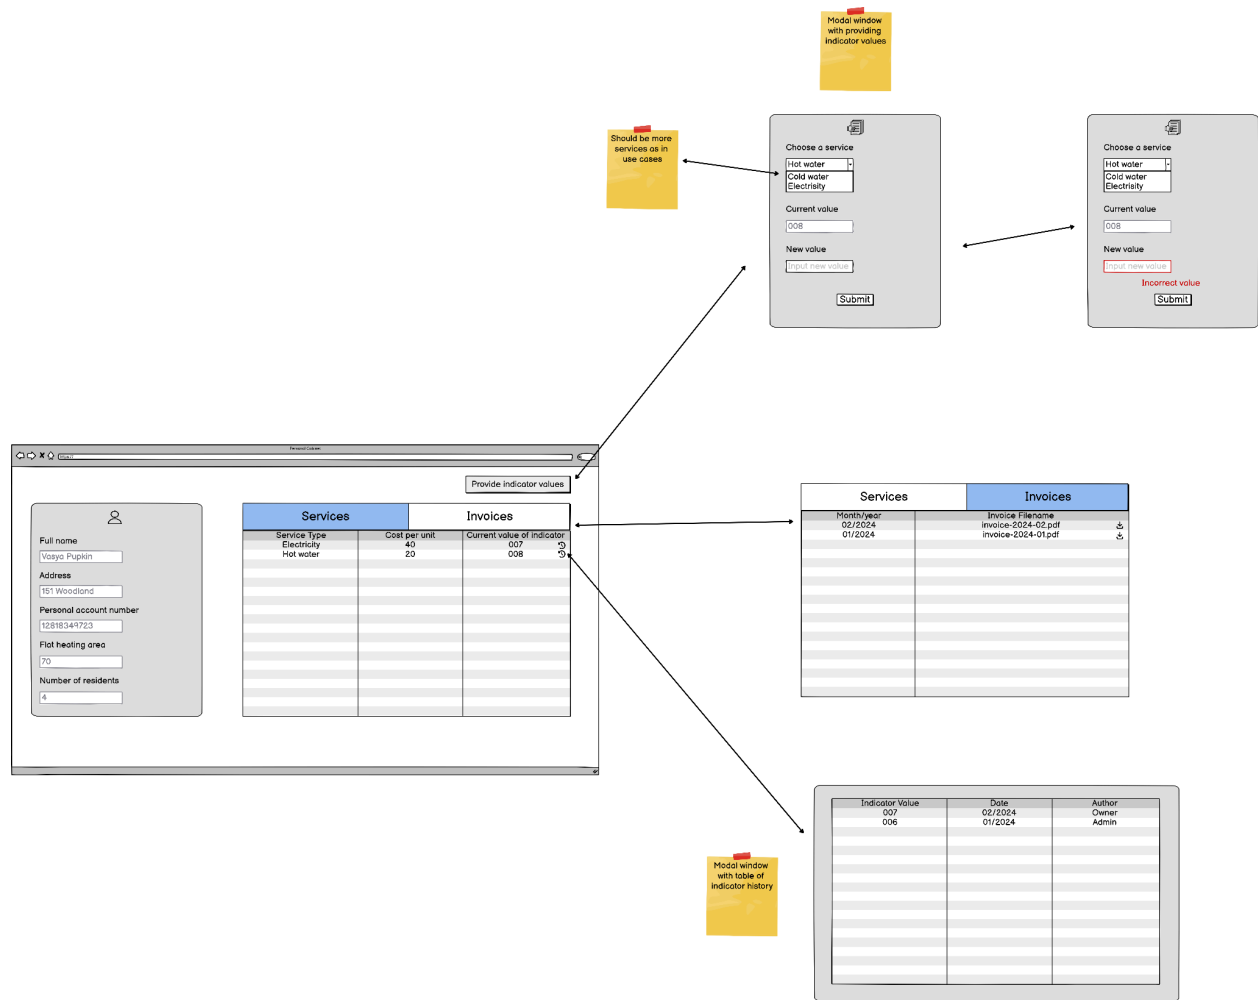 Modal window
with providing
indicator values
Should be more
services as in
use cases
Choose a service
Hot water
Cold water
Electrisity
Current value
008
New value
Input new value
Submit
Choose a service
Hot water
Cold water
Electrisity
Current value
008
New value
Input new value
Incorrect value
Submit
Personal Cabinet
https://
Provide indicator values
Full name
Vasya Pupkin
Address
151 Woodland
Personal account number
12818349723
Flat heating area
70
Number of residents
4
Services Invoices
Service Type Cost per unit Current value of indicator
Electricity 40 007
Hot water 20 008
Services Invoices
Month/year Invoice Filename
02/2024 invoice-2024-02.pdf
01/2024 invoice-2024-01.pdf
Modal window
with table of
indicator history
Indicator Value Date Author
007 02/2024 Owner
006 01/2024 Admin